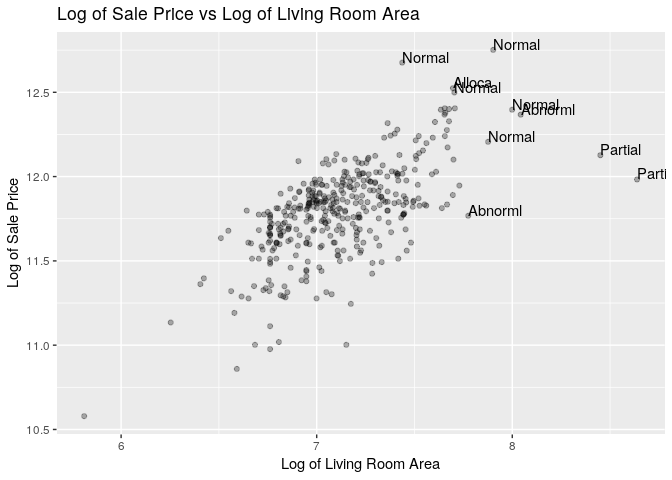 Log of Sale Price vs Log of Living Room Area
Normal
Normal
Alloca
Normal
12.5
Normal
Abnorml
Normal
Partial
12.0
Parti
Abnorml
Log of Sale Price
11.5
11.0
10.5
6
7
8
Log of Living Room Area